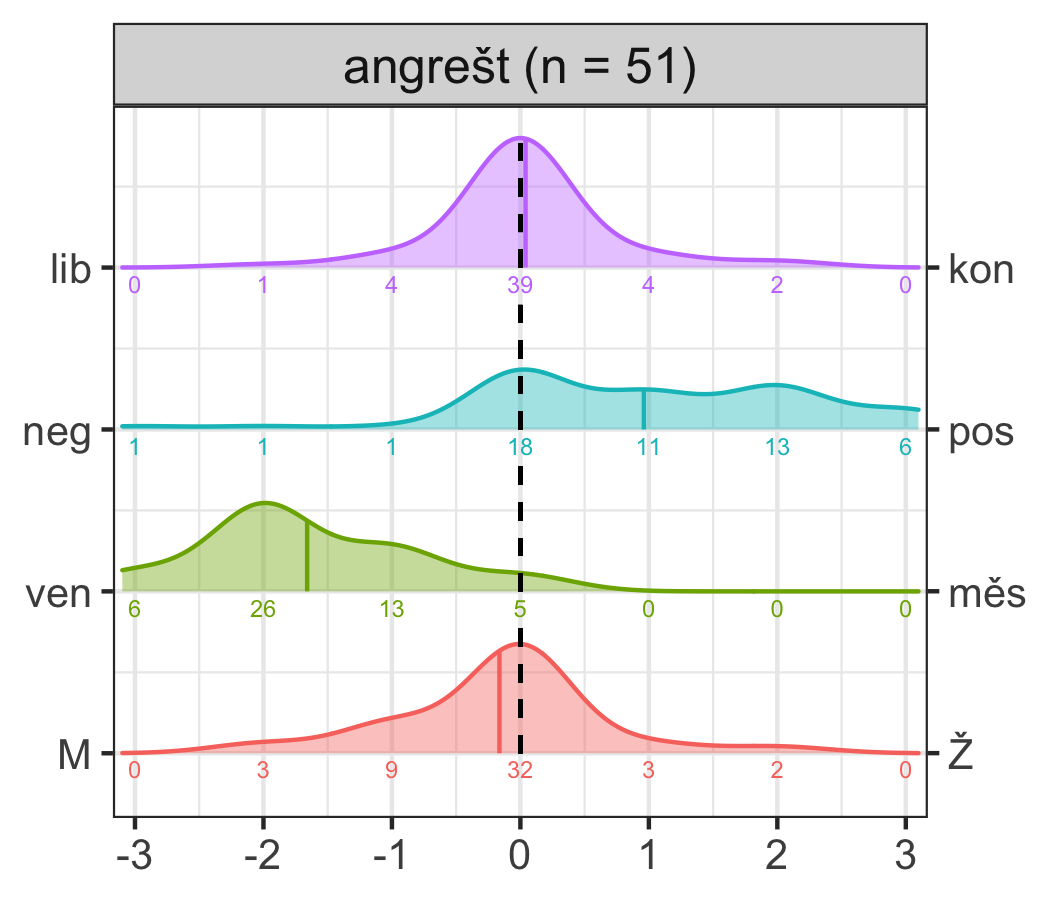 angrešt (n = 51)
lib kon
0 1 4 39 4 2 0
neg pos
1 1 1 18 11 13 6
ven měs
6 26 13 5 0 0 0
M Ž
0 3 9 32 3 2 0
-3 -2 -1 0 1 2 3